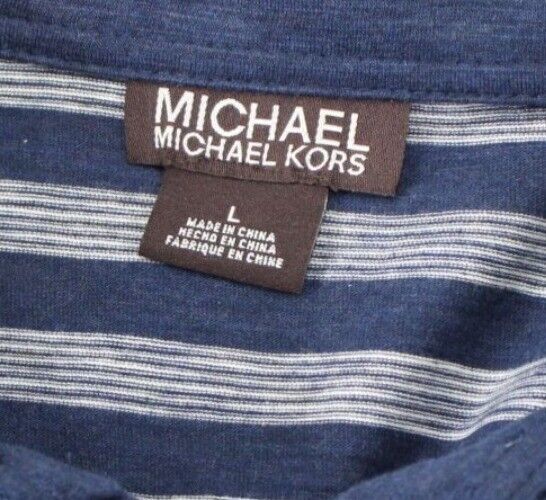 MICHAEL
MICHAEL KORS
L
MADE IN CHINA
HECHO EN CHINA
FABRIQUE EN CHINE